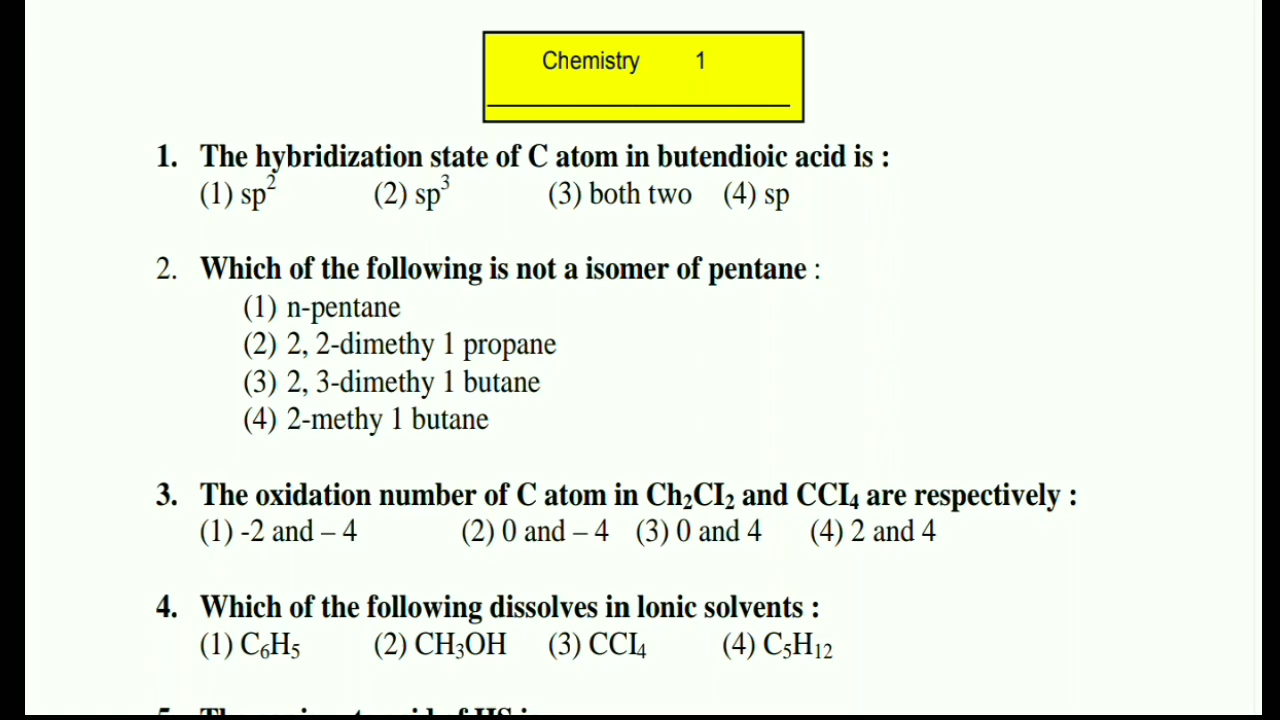 Chemistry 1
1. The hybridization state of C atom in butendioic acid is :
(1) sp² (2) sp³ (3) both two (4) sp
2. Which of the following is not a isomer of pentane :
(1) n-pentane
(2) 2, 2-dimethy 1 propane
(3) 2, 3-dimethy 1 butane
(4) 2-methy 1 butane
3. The oxidation number of C atom in Ch₂CI₂ and CCI₄ are respectively :
(1) -2 and – 4 (2) 0 and – 4 (3) 0 and 4 (4) 2 and 4
4. Which of the following dissolves in lonic solvents :
(1) C₆H₅ (2) CH₃OH (3) CCI₄ (4) C₅H₁₂